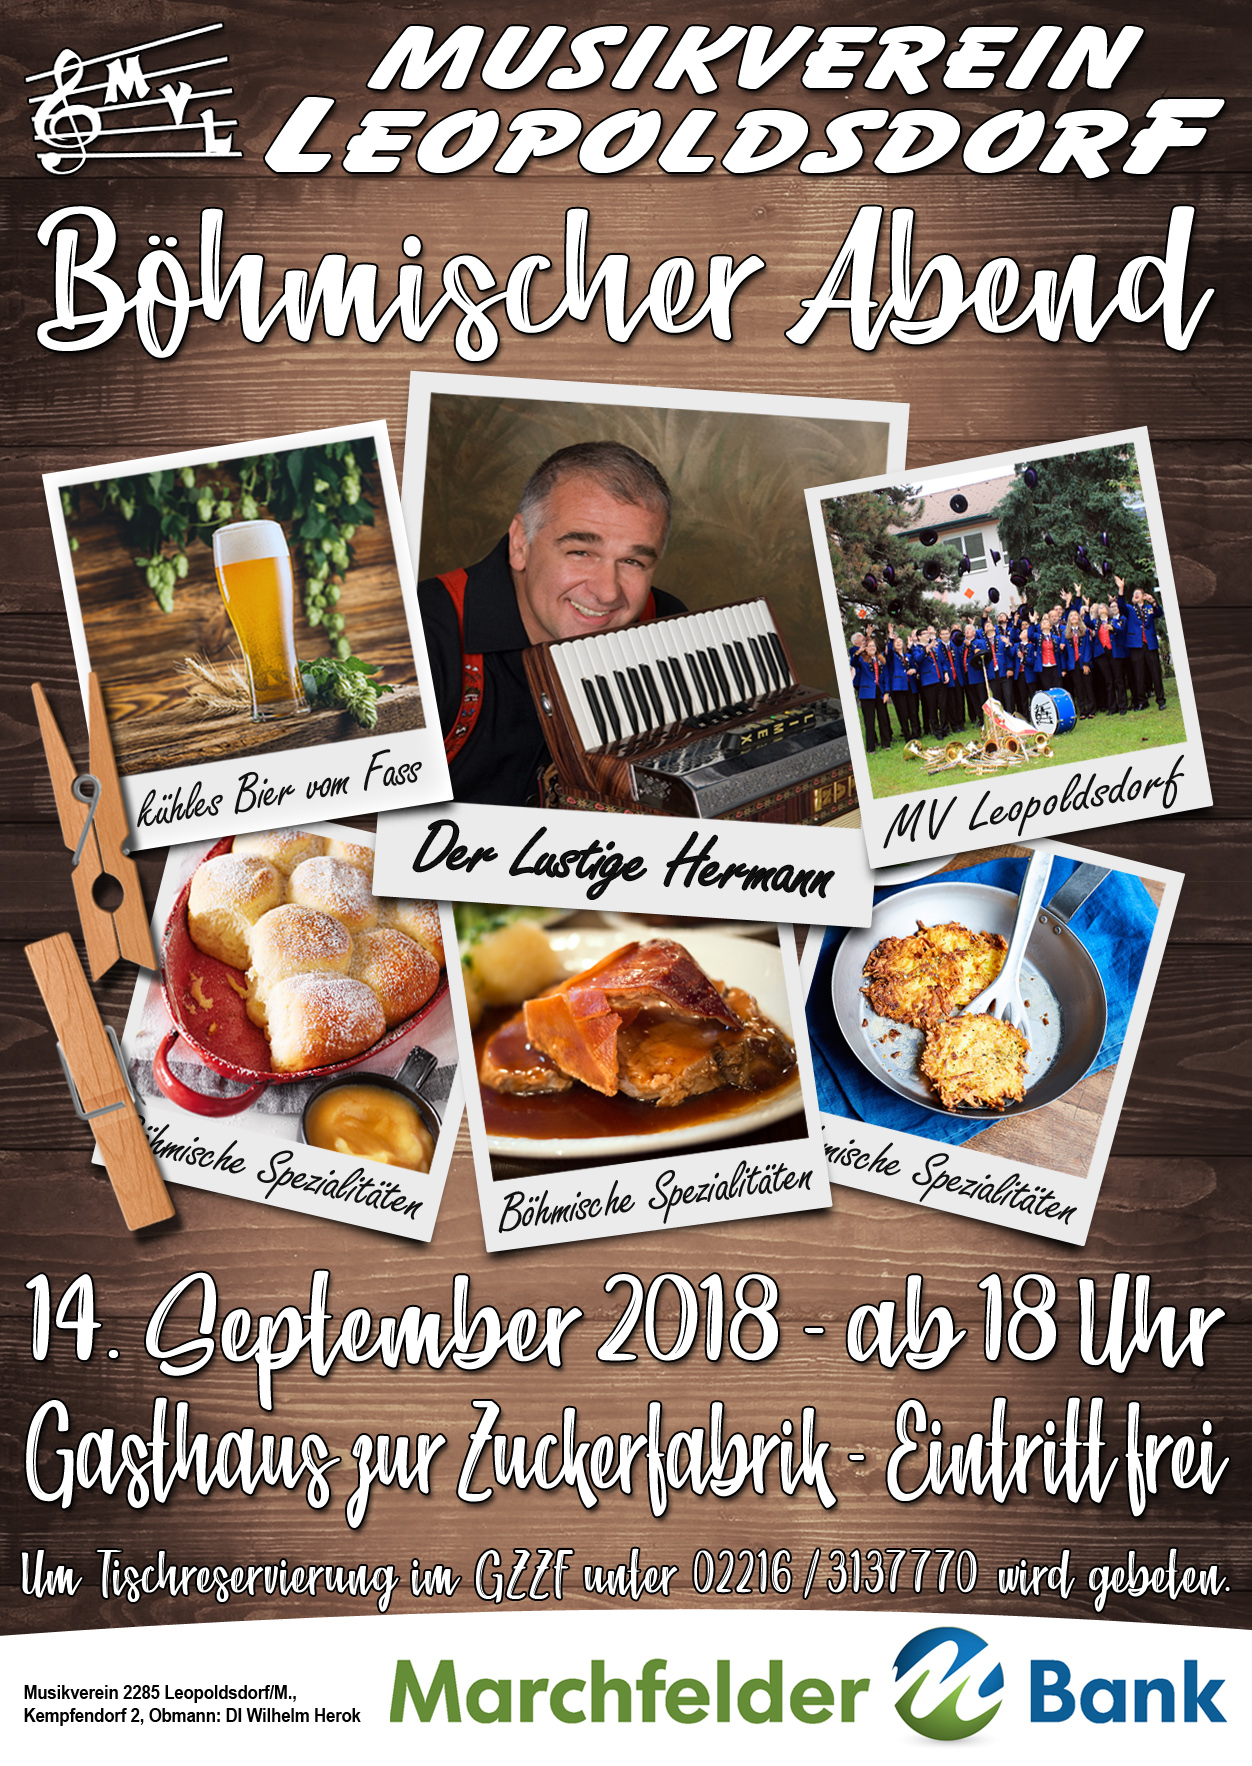 MVL
MUSIKVEREIN
LEOPOLDSDORF
Böhmischer Abend
kühles Bier vom Fass
Der Lustige Hermann
MV Leopoldsdorf
Spezialitäten
Böhmische Spezialitäten
Spezialitäten
14. September 2018 - ab 18 Uhr
Gasthaus zur Zuckerfabrik - Eintritt frei
Um Tischreservierung im GZZF unter 02216 / 3137770 wird gebeten.
Musikverein 2285 Leopoldsdorf/M.,
Kempfendorf 2, Obmann: DI Wilhelm Herok
Marchfelder Bank